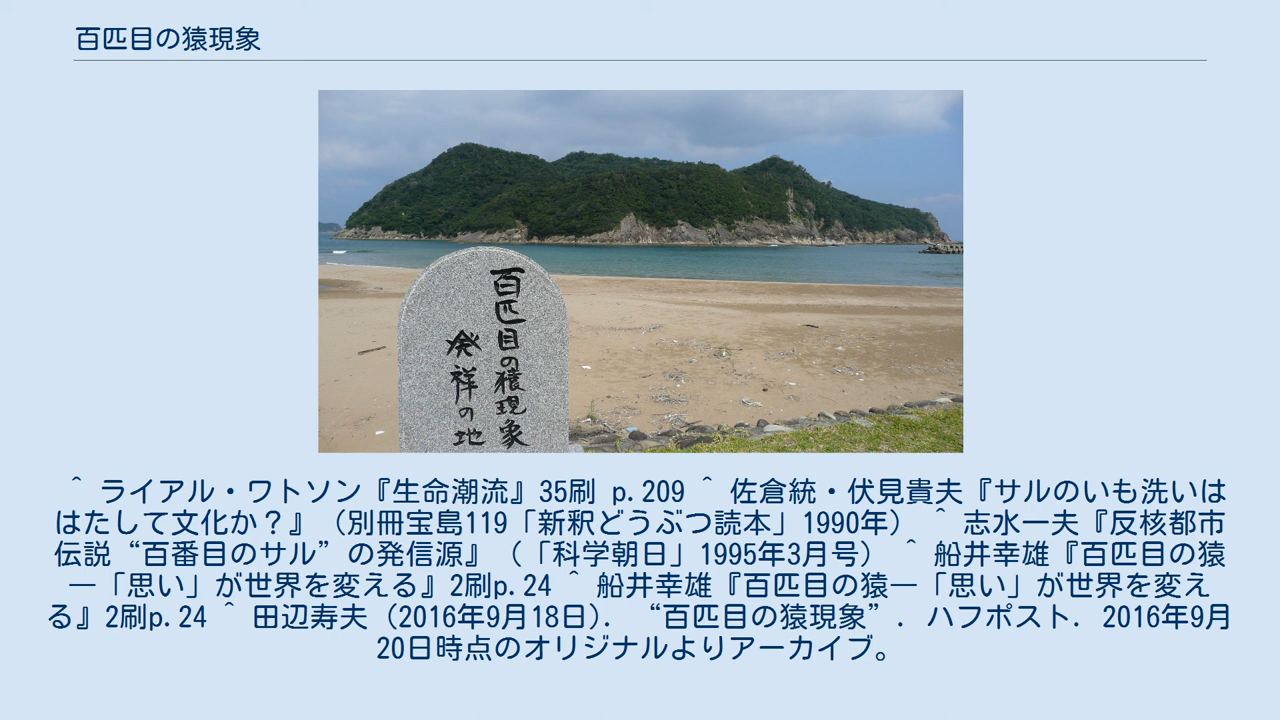 百匹目の猿現象
百匹目の猿現象
発祥の地
^ ライアル・ワトソン『生命潮流』35刷 p.209 ^ 佐倉統・伏見貴夫『サルのいも洗いは
はたして文化か？』（別冊宝島119「新釈どうぶつ読本」1990年） ^ 志水一夫『反核都市
伝説“百番目のサル”の発信源』（「科学朝日」1995年3月号） ^ 船井幸雄『百匹目の猿
―「思い」が世界を変える』2刷p.24 ^ 船井幸雄『百匹目の猿―「思い」が世界を変え
る』2刷p.24 ^ 田辺寿夫（2016年9月18日）. “百匹目の猿現象”. ハフポスト. 2016年9月
20日時点のオリジナルよりアーカイブ。